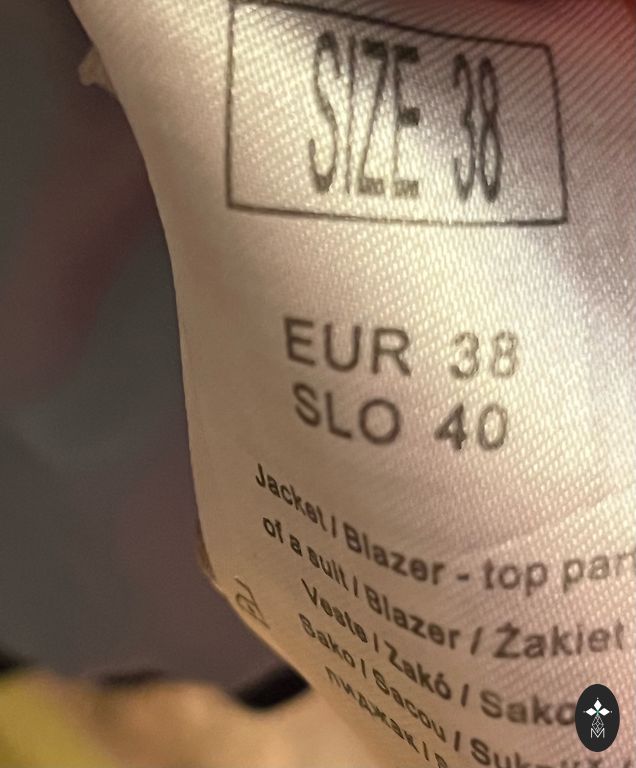 SIZE 38
EUR 38
SLO 40
Jacket / Blazer - top part
of a suit / Blazer / Żakiet
Veste / Zakó / Sako
Sako / Sacou /
пиджак /